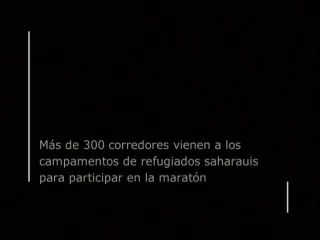 Más de 300 corredores vienen a los
campamentos de refugiados saharauis
para participar en la maratón